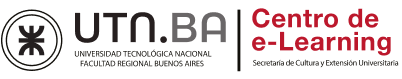 UTN.BA
UNIVERSIDAD TECNOLÓGICA NACIONAL
FACULTAD REGIONAL BUENOS AIRES
Centro de
e-Learning
Secretaría de Cultura y Extensión Universitaria